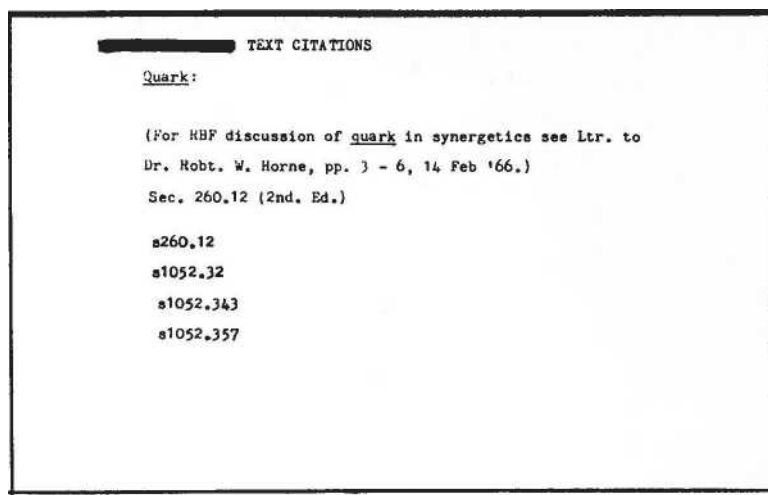 TEXT CITATIONS
Quark:
(For RBF discussion of quark in synergetics see Ltr. to
Dr. Robt. W. Horne, pp. 3 - 6, 14 Feb '66.)
Sec. 260.12 (2nd. Ed.)
s260.12
s1052.32
s1052.343
s1052.357